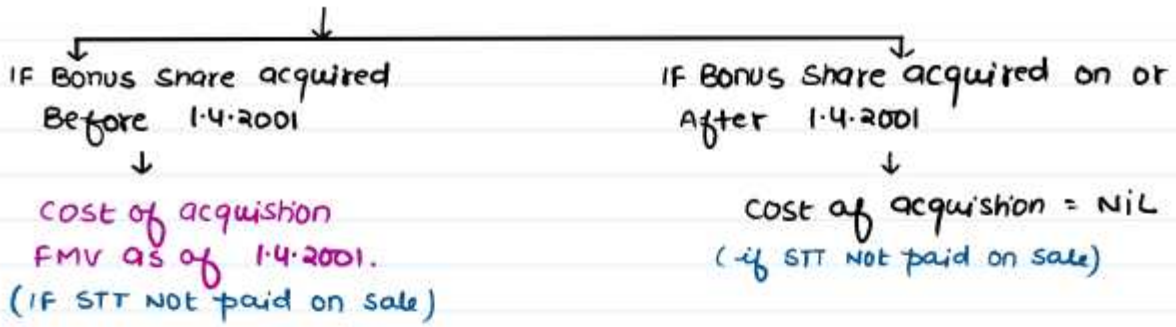 IF Bonus share acquired
Before 1.4.2001
↓
cost of acquistion
FMV as of 1.4.2001.
(IF STT NOt paid on sale)
IF Bonus share acquired on or
After 1.4.2001
↓
cost of acquistion = NiL
(if STT NOt paid on sale)